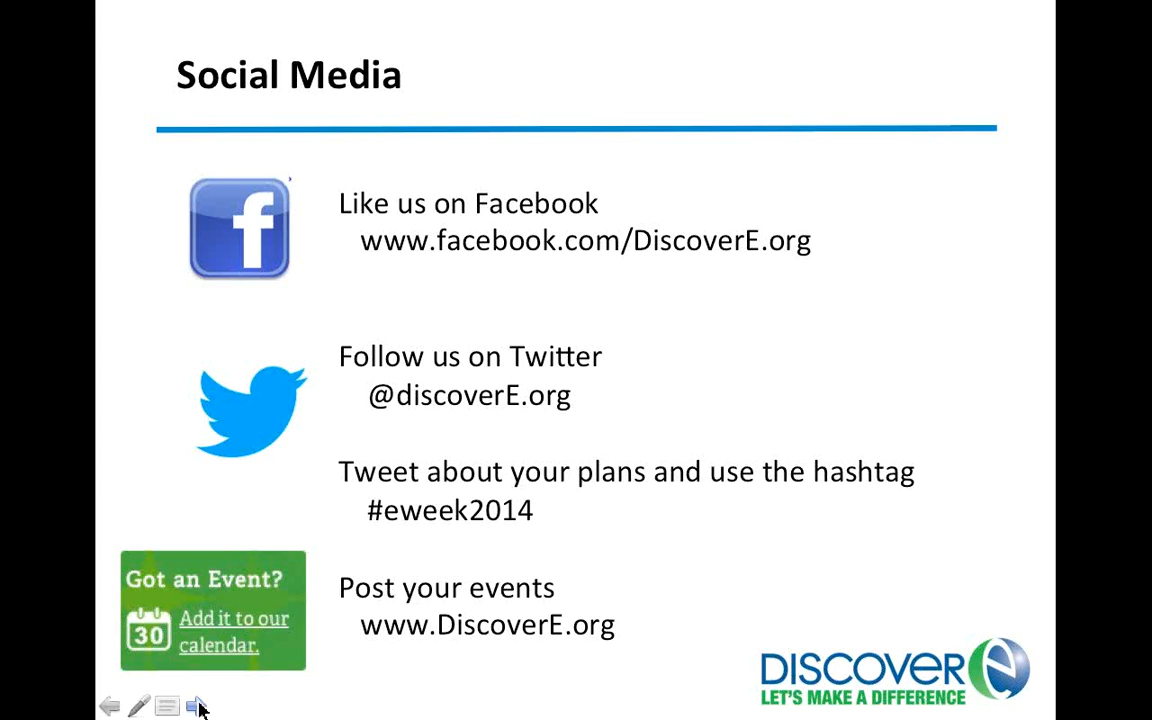 Social Media
Like us on Facebook
www.facebook.com/DiscoverE.org
Follow us on Twitter
@discoverE.org
Tweet about your plans and use the hashtag
#eweek2014
Got an Event?
30
Add it to our
calendar.
Post your events
www.DiscoverE.org
DISCOVER e
LET'S MAKE A DIFFERENCE